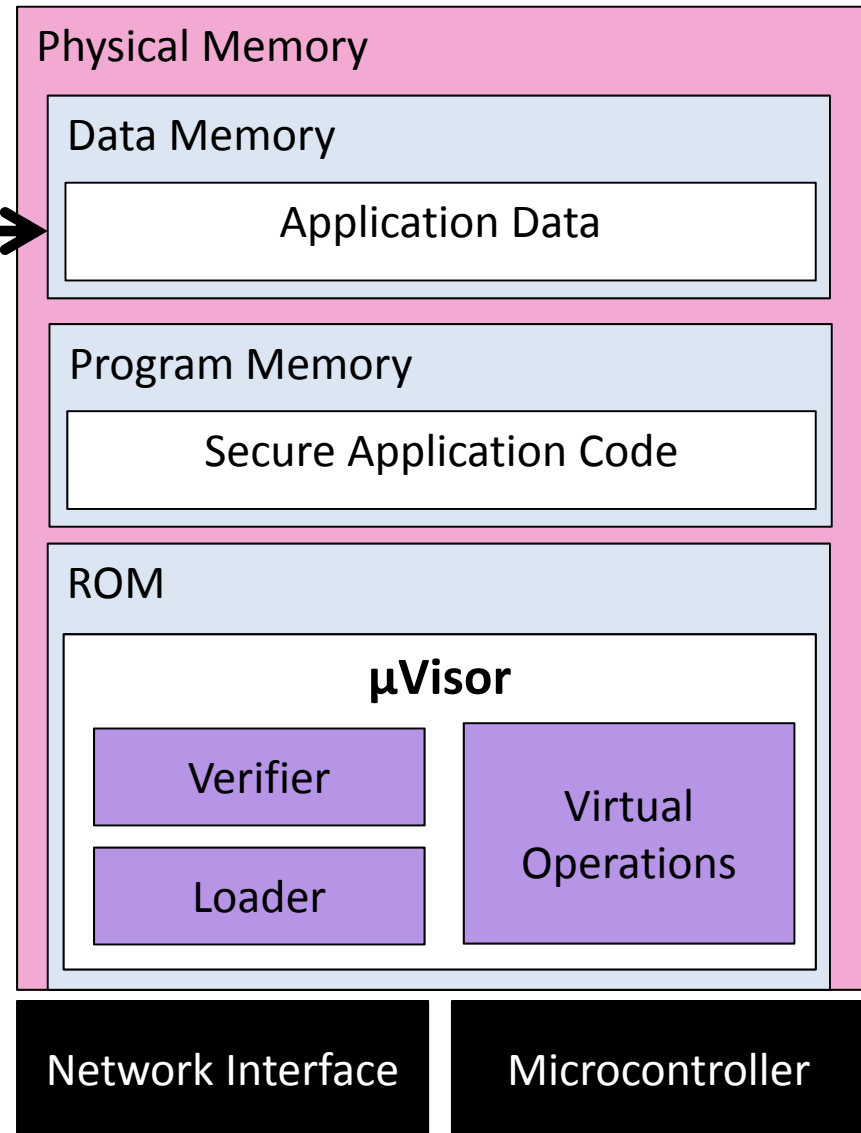 Physical Memory
Data Memory
Application Data
Program Memory
Secure Application Code
ROM
µVisor
Verifier
Loader
Virtual
Operations
Network Interface
Microcontroller